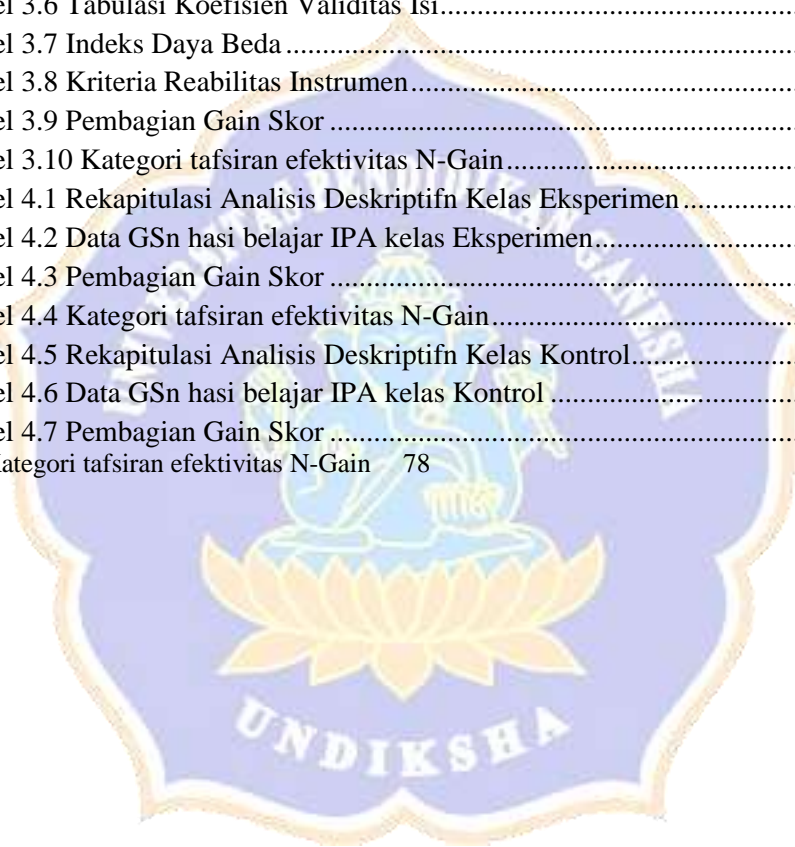 el 3.6 Tabulasi Koefisien Validitas Isi....................................................
el 3.7 Indeks Daya Beda....................................................
el 3.8 Kriteria Reabilitas Instrumen....................................................
el 3.9 Pembagian Gain Skor....................................................
el 3.10 Kategori tafsiran efektivitas N-Gain....................................................
el 4.1 Rekapitulasi Analisis Deskriptifn Kelas Eksperimen....................
el 4.2 Data GSn hasi belajar IPA kelas Eksperimen..............................
el 4.3 Pembagian Gain Skor....................................................
el 4.4 Kategori tafsiran efektivitas N-Gain..........................................
el 4.5 Rekapitulasi Analisis Deskriptifn Kelas Kontrol..........................
el 4.6 Data GSn hasi belajar IPA kelas Kontrol....................................
el 4.7 Pembagian Gain Skor....................................................
Kategori tafsiran efektivitas N-Gain 78
UNIVERSITAS PENDIDIKAN GANESHA
UNDIKSHA